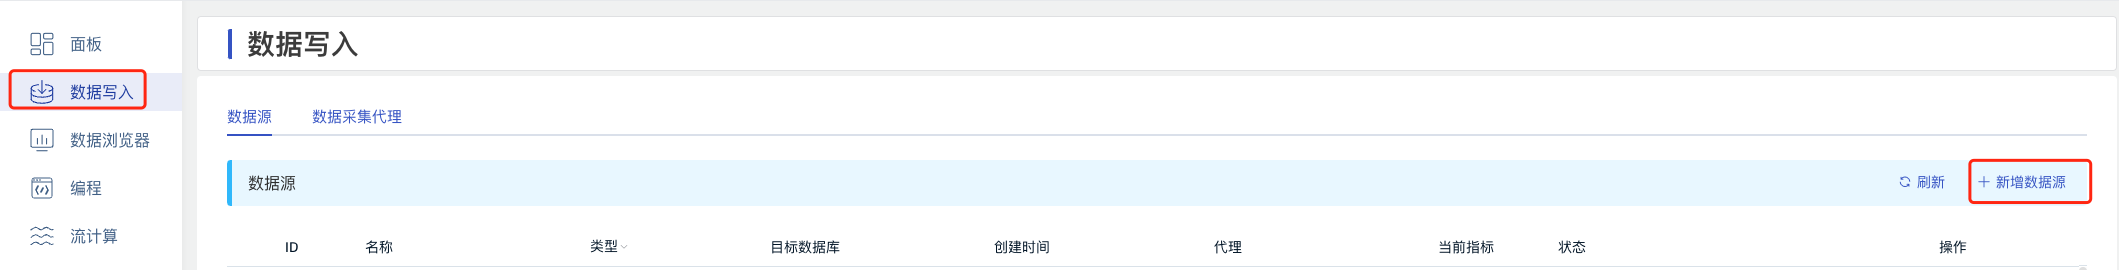 面板
数据写入
数据浏览器
编程
流计算
数据写入
数据源 数据采集代理
数据源 刷新 新增数据源
ID 名称 类型 目标数据库 创建时间 代理 当前指标 状态 操作